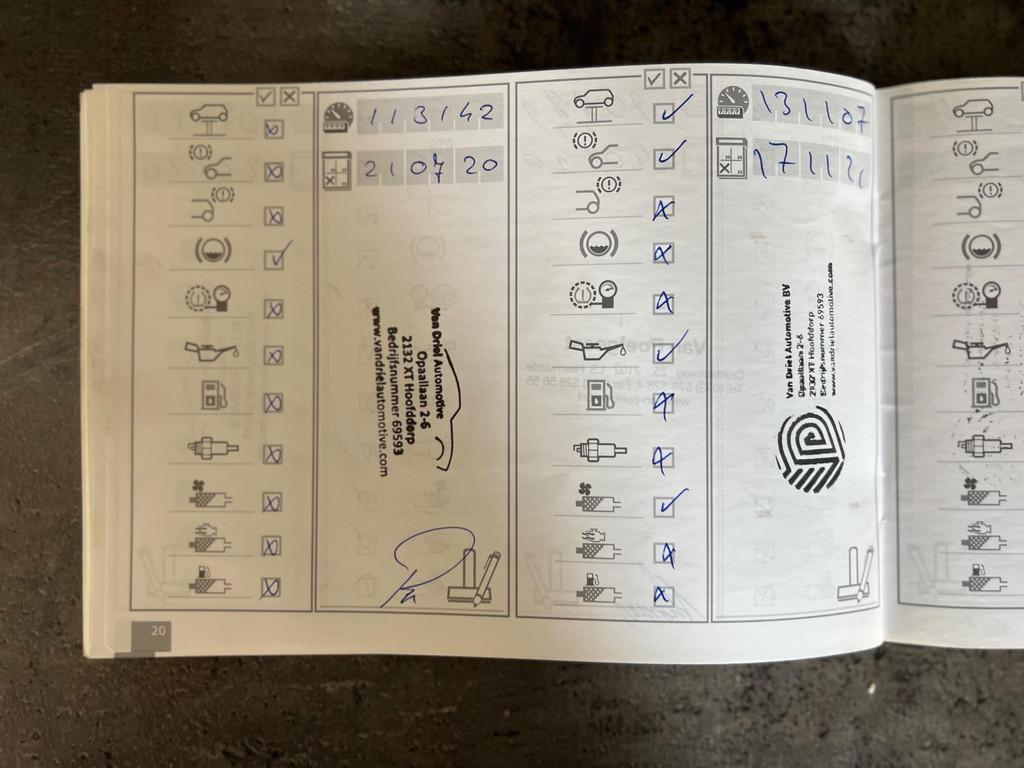 113142
210720
Van Driel Automotive
Opaallaan 2-6
2132 XT Hoofddorp
Bedrijfsnummer 69593
www.vandrielautomotive.com
131107
17112
Van Driel Automotive BV
Opaallaan 2-6
2132 XT Hoofddorp
Bedrijfsnummer 69593
www.vandrielautomotive.com
20